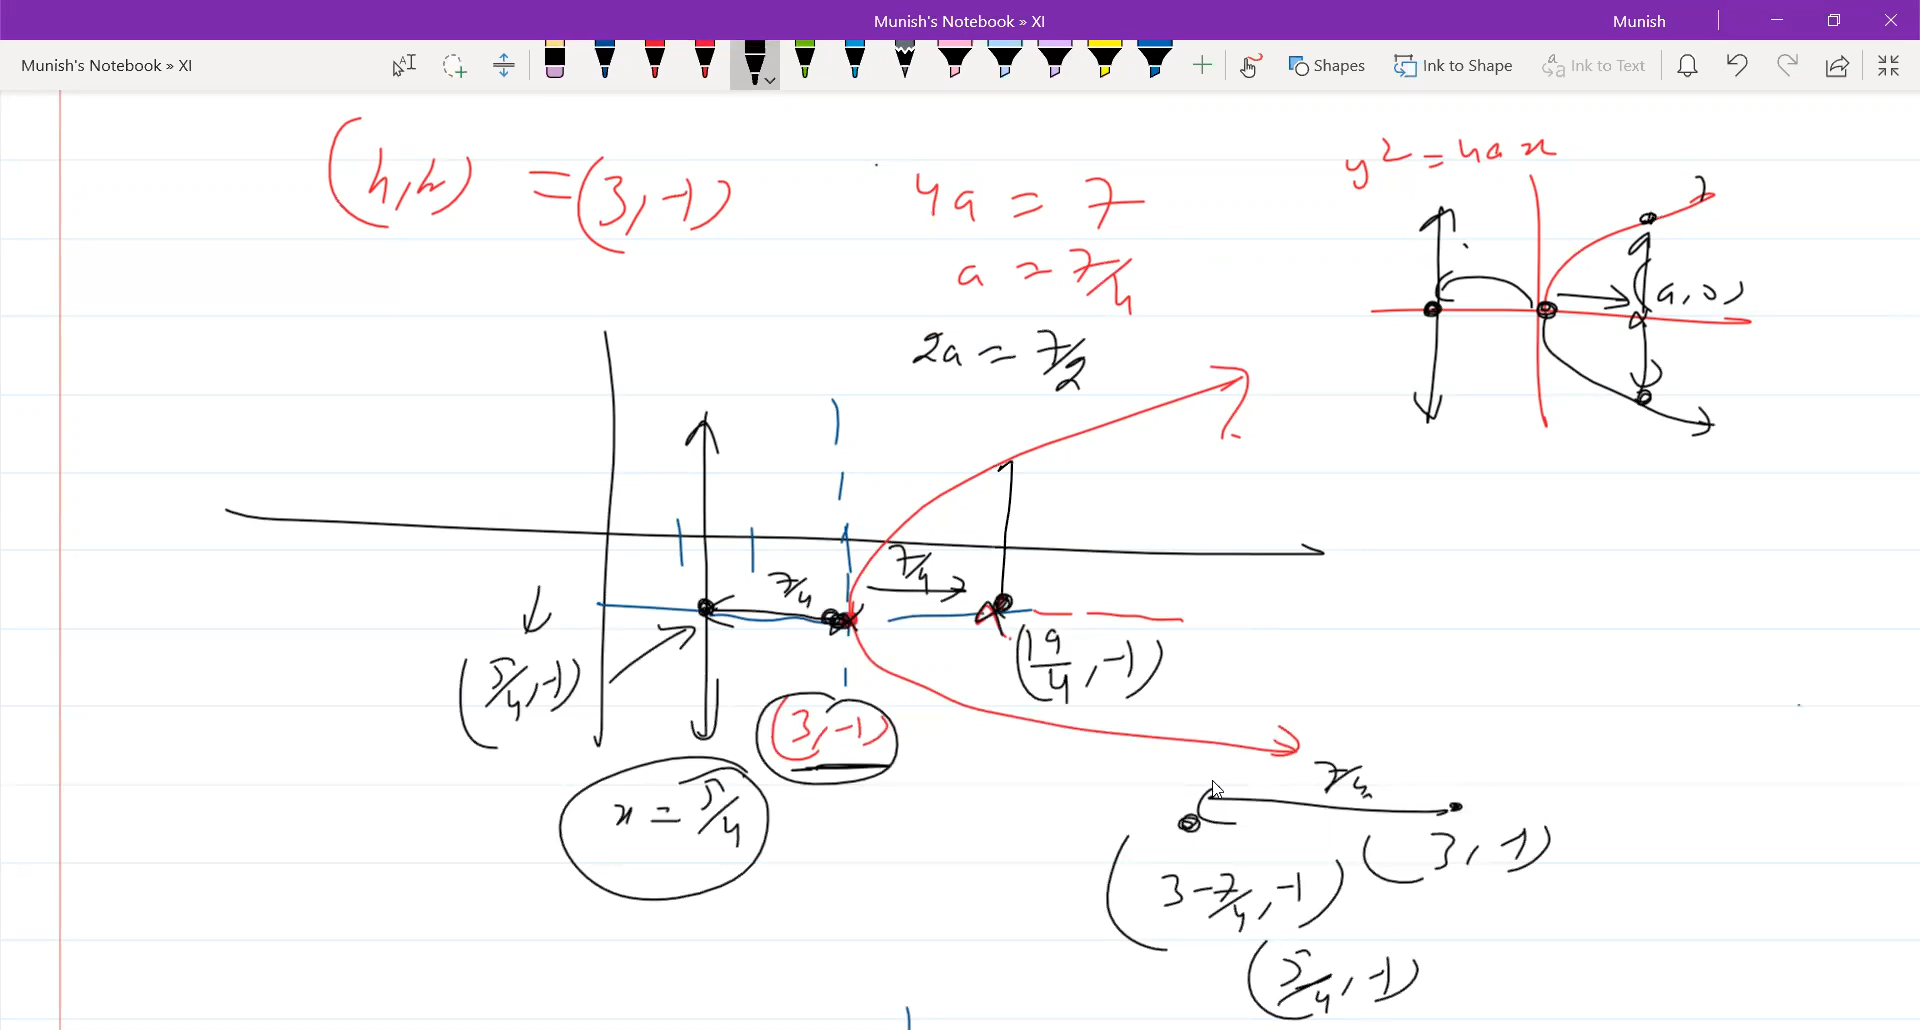 Munish's Notebook » XI
Munish
Munish's Notebook » XI
Shapes
Ink to Shape
Ink to Text
(h,k) = (3,-1)
4a = 7
y² = 4ax
a = 7/4
(a,0)
2a = 7/2
7/4
7/4
(5/4,-1)
(19/4,-1)
(3,-1)
x = 5/4
7/4
(3,-1)
(3-7/4,-1)
(5/4,-1)